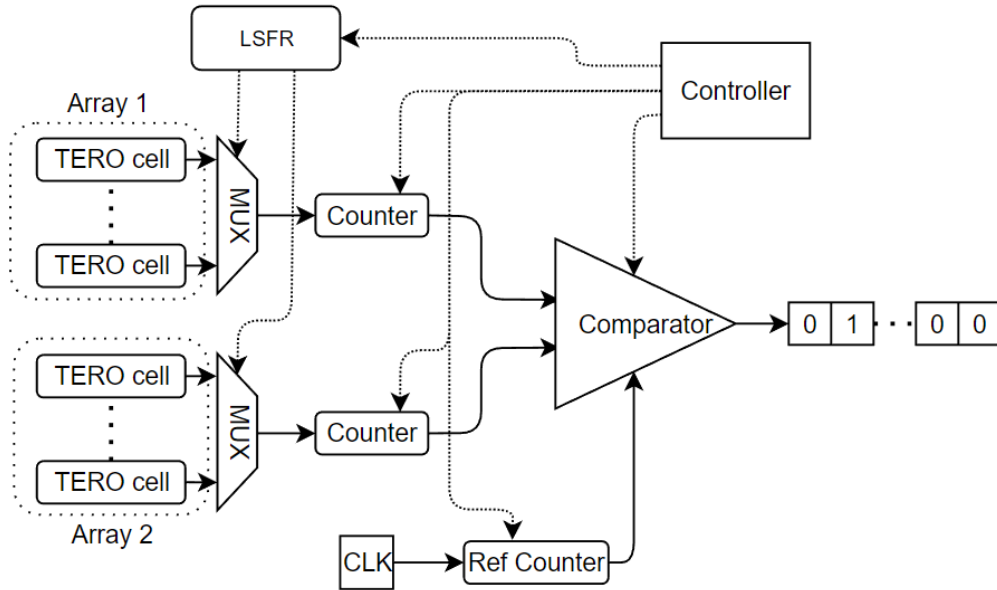 LSFR
Controller
Array 1
TERO cell
MUX
TERO cell
Counter
Comparator
0 1 0 0
TERO cell
MUX
TERO cell
Counter
Array 2
CLK
Ref Counter